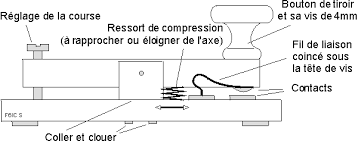 Réglage de la course
Ressort de compression
(à rapprocher ou éloigner de l'axe)
Bouton de tiroir
et sa vis de 4mm
Fil de liaison
coincé sous
la tête de vis
Contacts
F6IC S
Coller et clouer